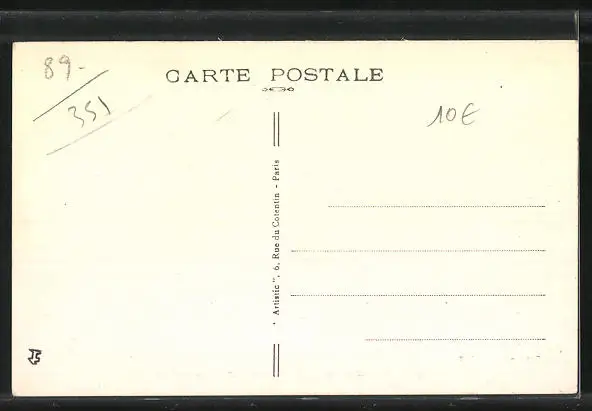 89-
351
CARTE POSTALE
10€
"Artistic", 6, Rue du Cotentin - Paris